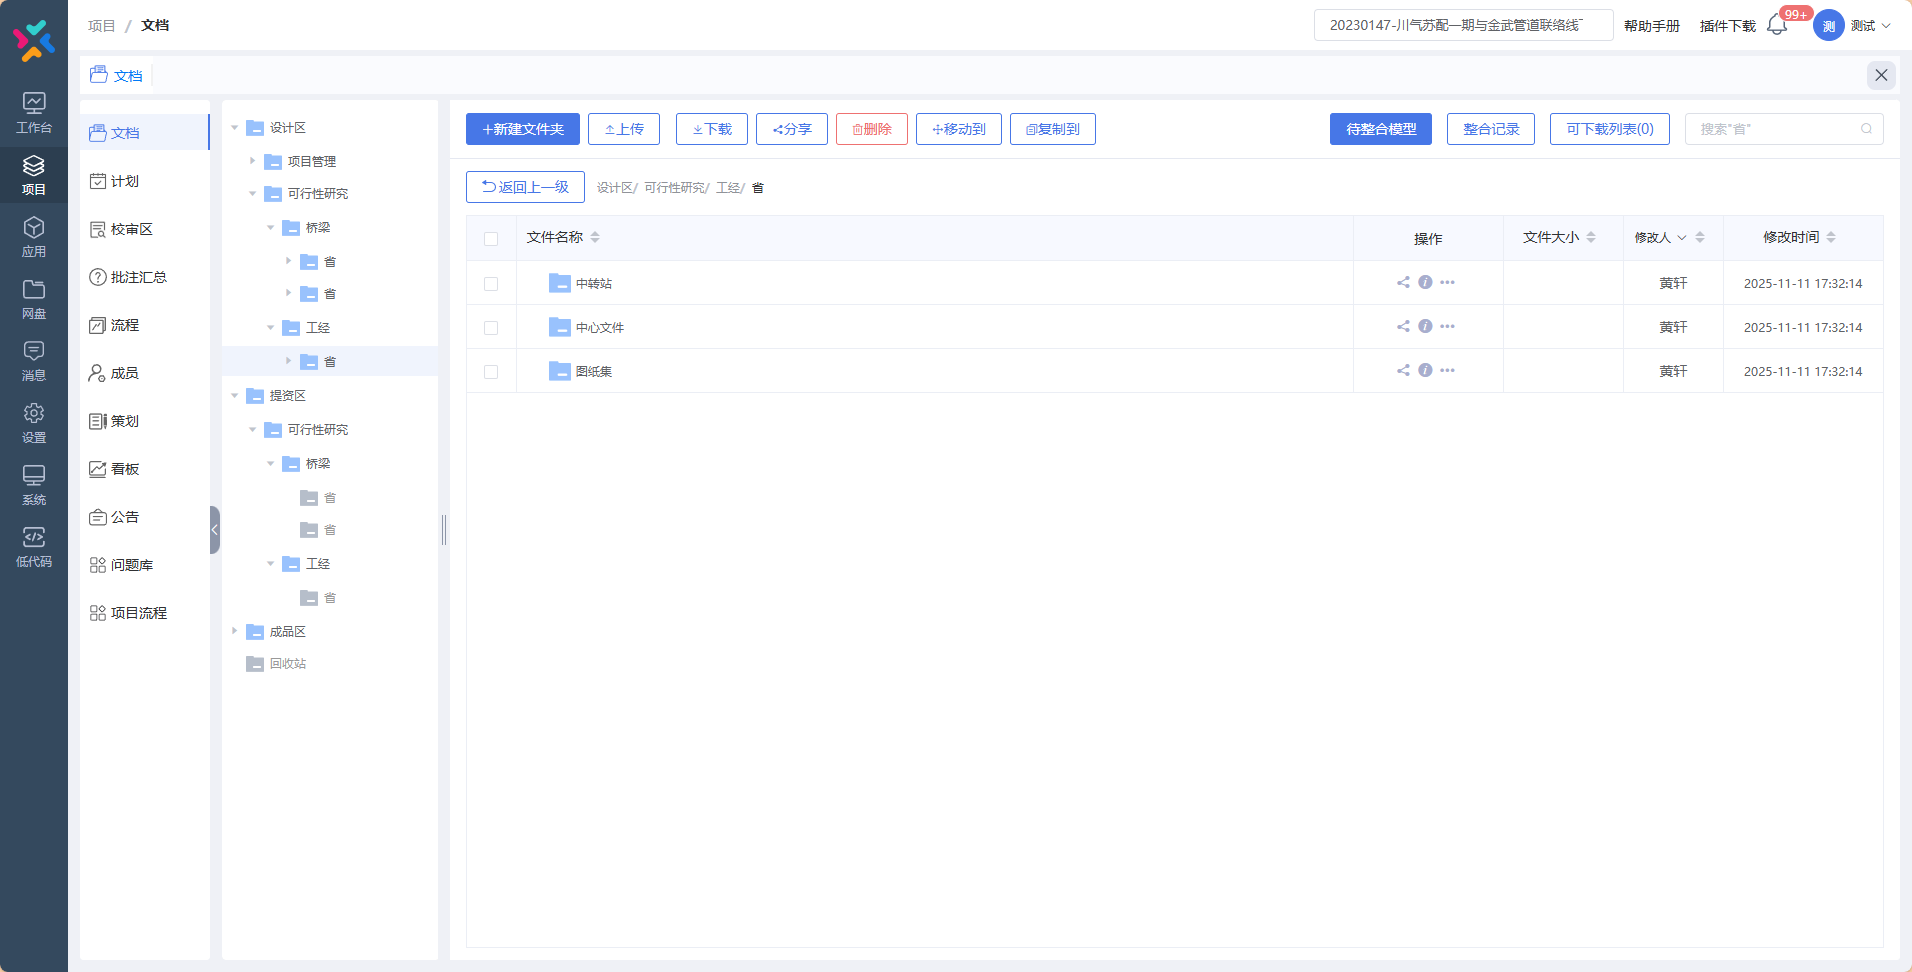 项目 / 文档
20230147-川气苏配一期与金武管道联络线
帮助手册
插件下载
99+
测
测试
工作台
项目
应用
网盘
消息
设置
系统
低代码
文档
文档
计划
校审区
批注汇总
流程
成员
策划
看板
公告
问题库
项目流程
设计区
项目管理
可行性研究
桥梁
省
省
工经
省
提资区
可行性研究
桥梁
省
省
工经
省
成品区
回收站
新建文件夹 上传 下载 分享 删除 移动到 复制到 待整合模型 整合记录 可下载列表(0) 搜索"省"
返回上一级 设计区/ 可行性研究/ 工经/ 省
文件名称 操作 文件大小 修改人 修改时间
中转站 黄轩 2025-11-11 17:32:14
中心文件 黄轩 2025-11-11 17:32:14
图纸集 黄轩 2025-11-11 17:32:14